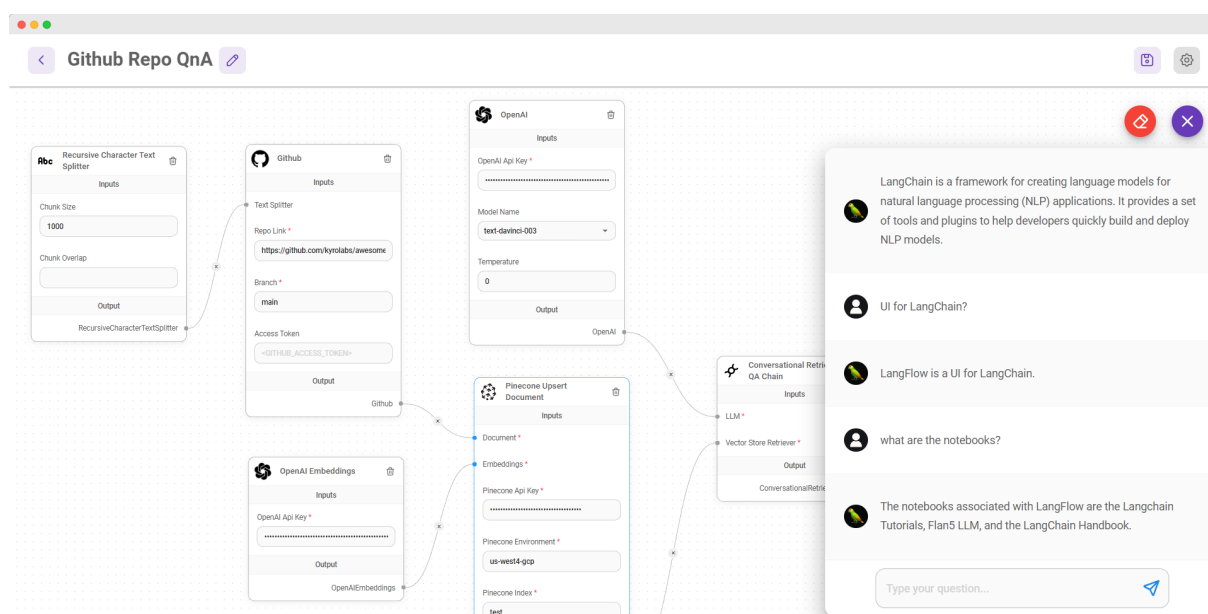 Github Repo QnA
Abc
Recursive Character Text
Splitter
Inputs
Chunk Size
1000
Chunk Overlap
Output
RecursiveCharacterTextSplitter
Github
Inputs
Text Splitter
Repo Link *
https://github.com/kyrolabs/awesome
Branch *
main
Access Token
<GITHUB_ACCESS_TOKEN>
Output
Github
OpenAI Embeddings
Inputs
OpenAI Api Key *
Output
OpenAIEmbeddings
OpenAI
Inputs
OpenAI Api Key *
Model Name
text-davinci-003
Temperature
0
Output
OpenAI
Pinecone Upsert
Document
Inputs
Document *
Embeddings *
Pinecone Api Key *
Pinecone Environment *
us-west4-gcp
Pinecone Index *
test
Conversational Retri
QA Chain
Inputs
LLM *
Vector Store Retriever *
Output
ConversationalRetrie
LangChain is a framework for creating language models for
natural language processing (NLP) applications. It provides a set
of tools and plugins to help developers quickly build and deploy
NLP models.
UI for LangChain?
LangFlow is a UI for LangChain.
what are the notebooks?
The notebooks associated with LangFlow are the Langchain
Tutorials, Flan5 LLM, and the LangChain Handbook.
Type your question...